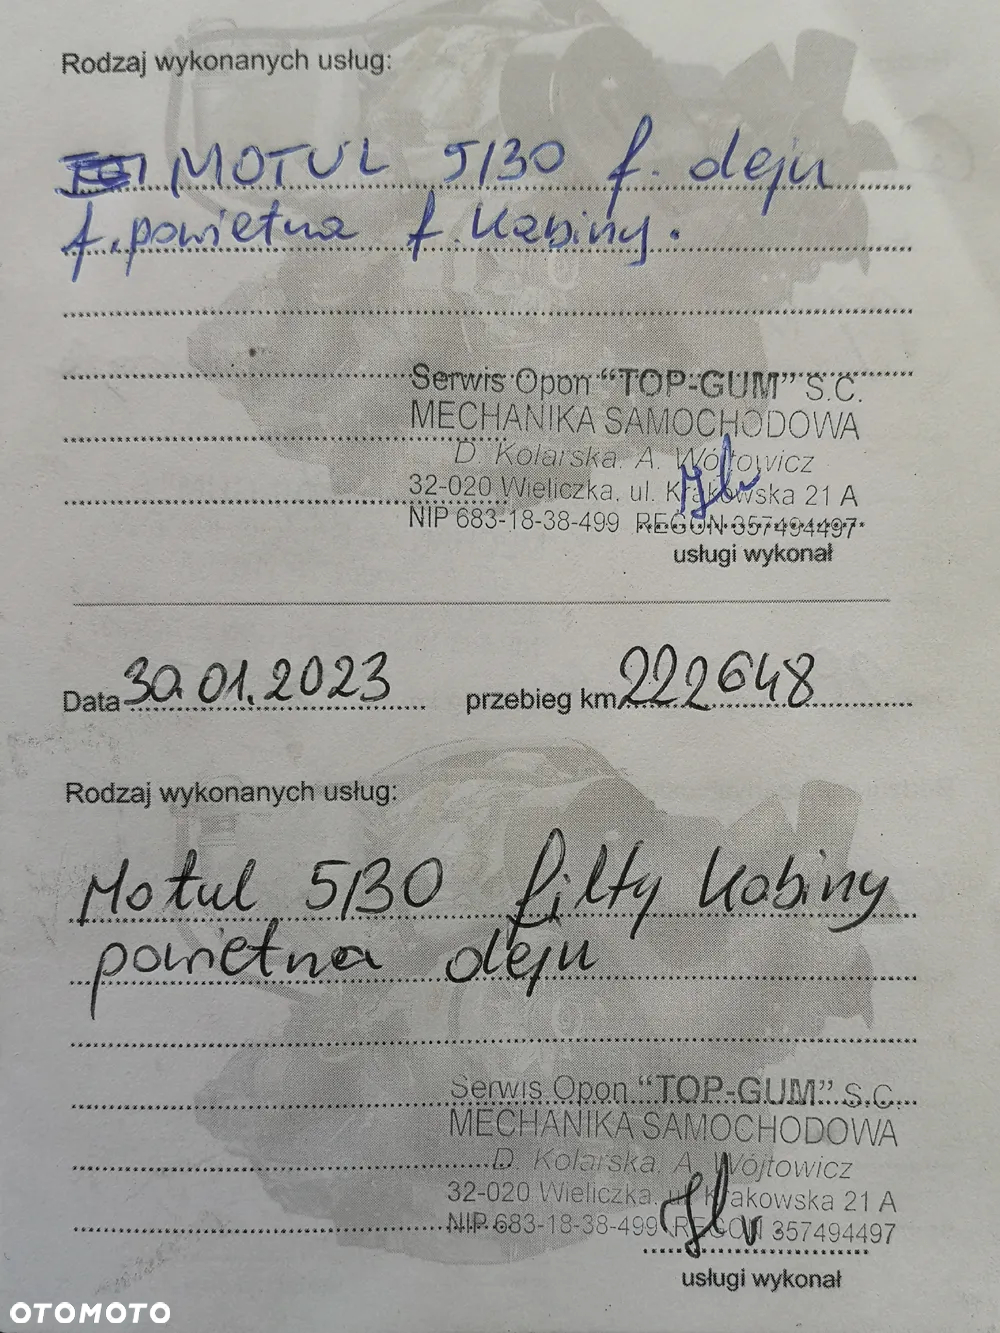 Rodzaj wykonanych usług:
MOTUL 5/30 f. oleju
f. powietrna f. Kabiny.
Serwis Opon “TOP-GUM” S.C.
MECHANIKA SAMOCHODOWA
D. Kolarska, A. Wójtowicz
32-020 Wieliczka, ul. Krakowska 21 A
NIP 683-18-38-499 REGON 357494497
usługi wykonał
Data 30.01.2023 przebieg km 222648
Rodzaj wykonanych usług:
Motul 5/30 filty Kabiny
powietrna oleju
Serwis Opon “TOP-GUM” S.C.
MECHANIKA SAMOCHODOWA
D. Kolarska, A. Wójtowicz
32-020 Wieliczka, ul. Krakowska 21 A
NIP 683-18-38-499 REGON 357494497
usługi wykonał
OTOMOTO